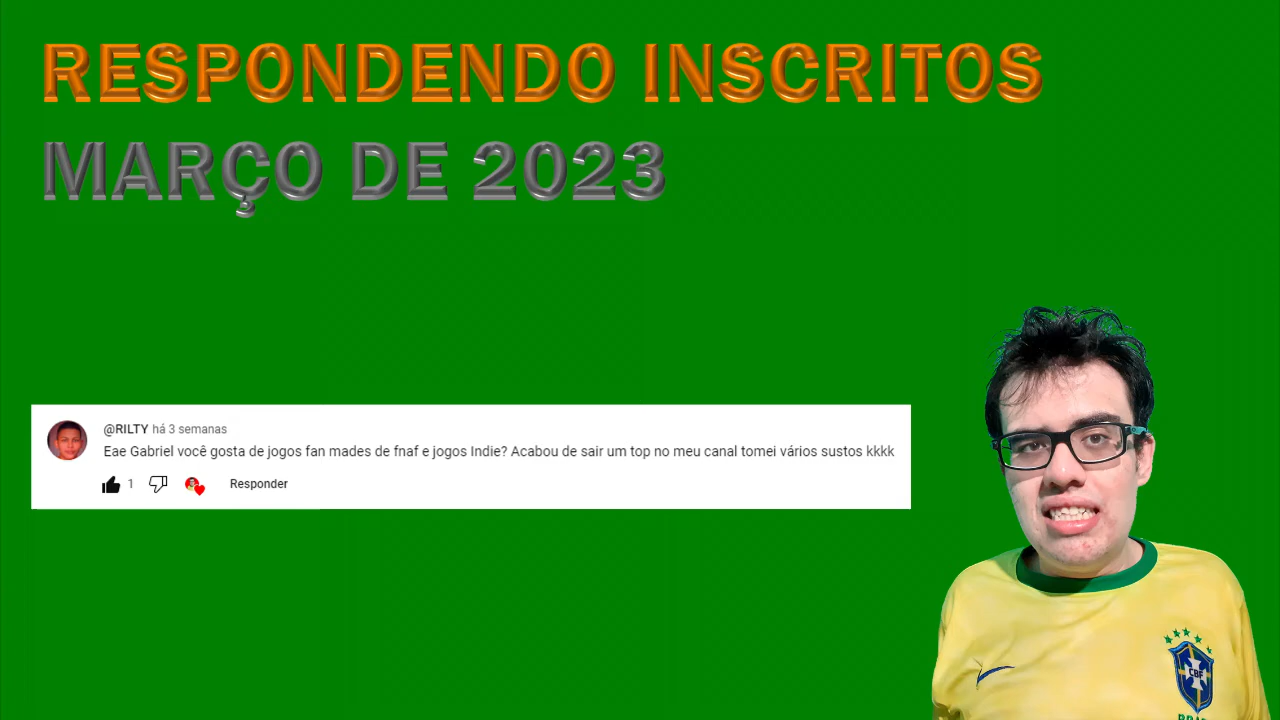 RESPONDENDO INSCRITOS
MARÇO DE 2023
@RILTY há 3 semanas
Eae Gabriel você gosta de jogos fan mades de fnaf e jogos Indie? Acabou de sair um top no meu canal tomei vários sustos kkkk
1
Responder
CBF